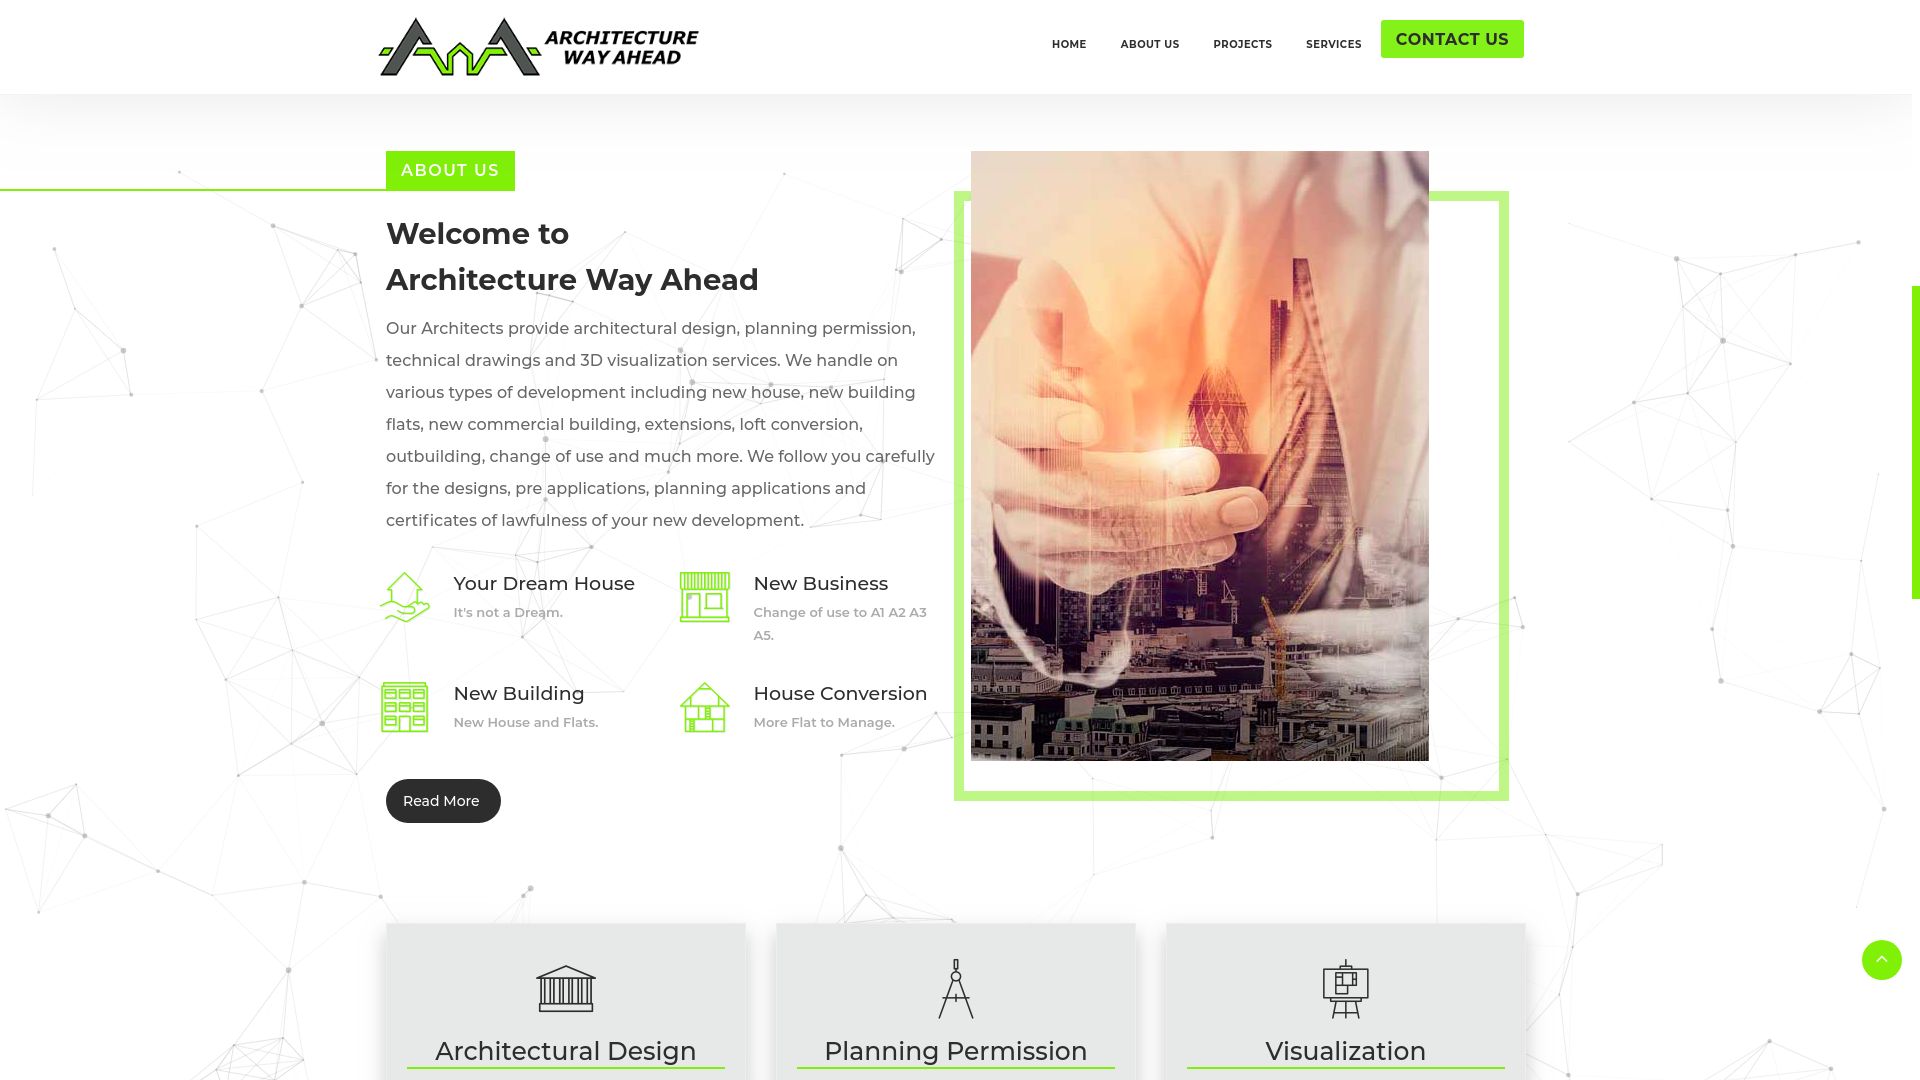 ARCHITECTURE
WAY AHEAD
HOME
ABOUT US
PROJECTS
SERVICES
CONTACT US
ABOUT US
Welcome to
Architecture Way Ahead
Our Architects provide architectural design, planning permission,
technical drawings and 3D visualization services. We handle on
various types of development including new house, new building
flats, new commercial building, extensions, loft conversion,
outbuilding, change of use and much more. We follow you carefully
for the designs, pre applications, planning applications and
certificates of lawfulness of your new development.
Your Dream House
It's not a Dream.
New Business
Change of use to A1 A2 A3
A5.
New Building
New House and Flats.
House Conversion
More Flat to Manage.
Read More
Architectural Design
Planning Permission
Visualization